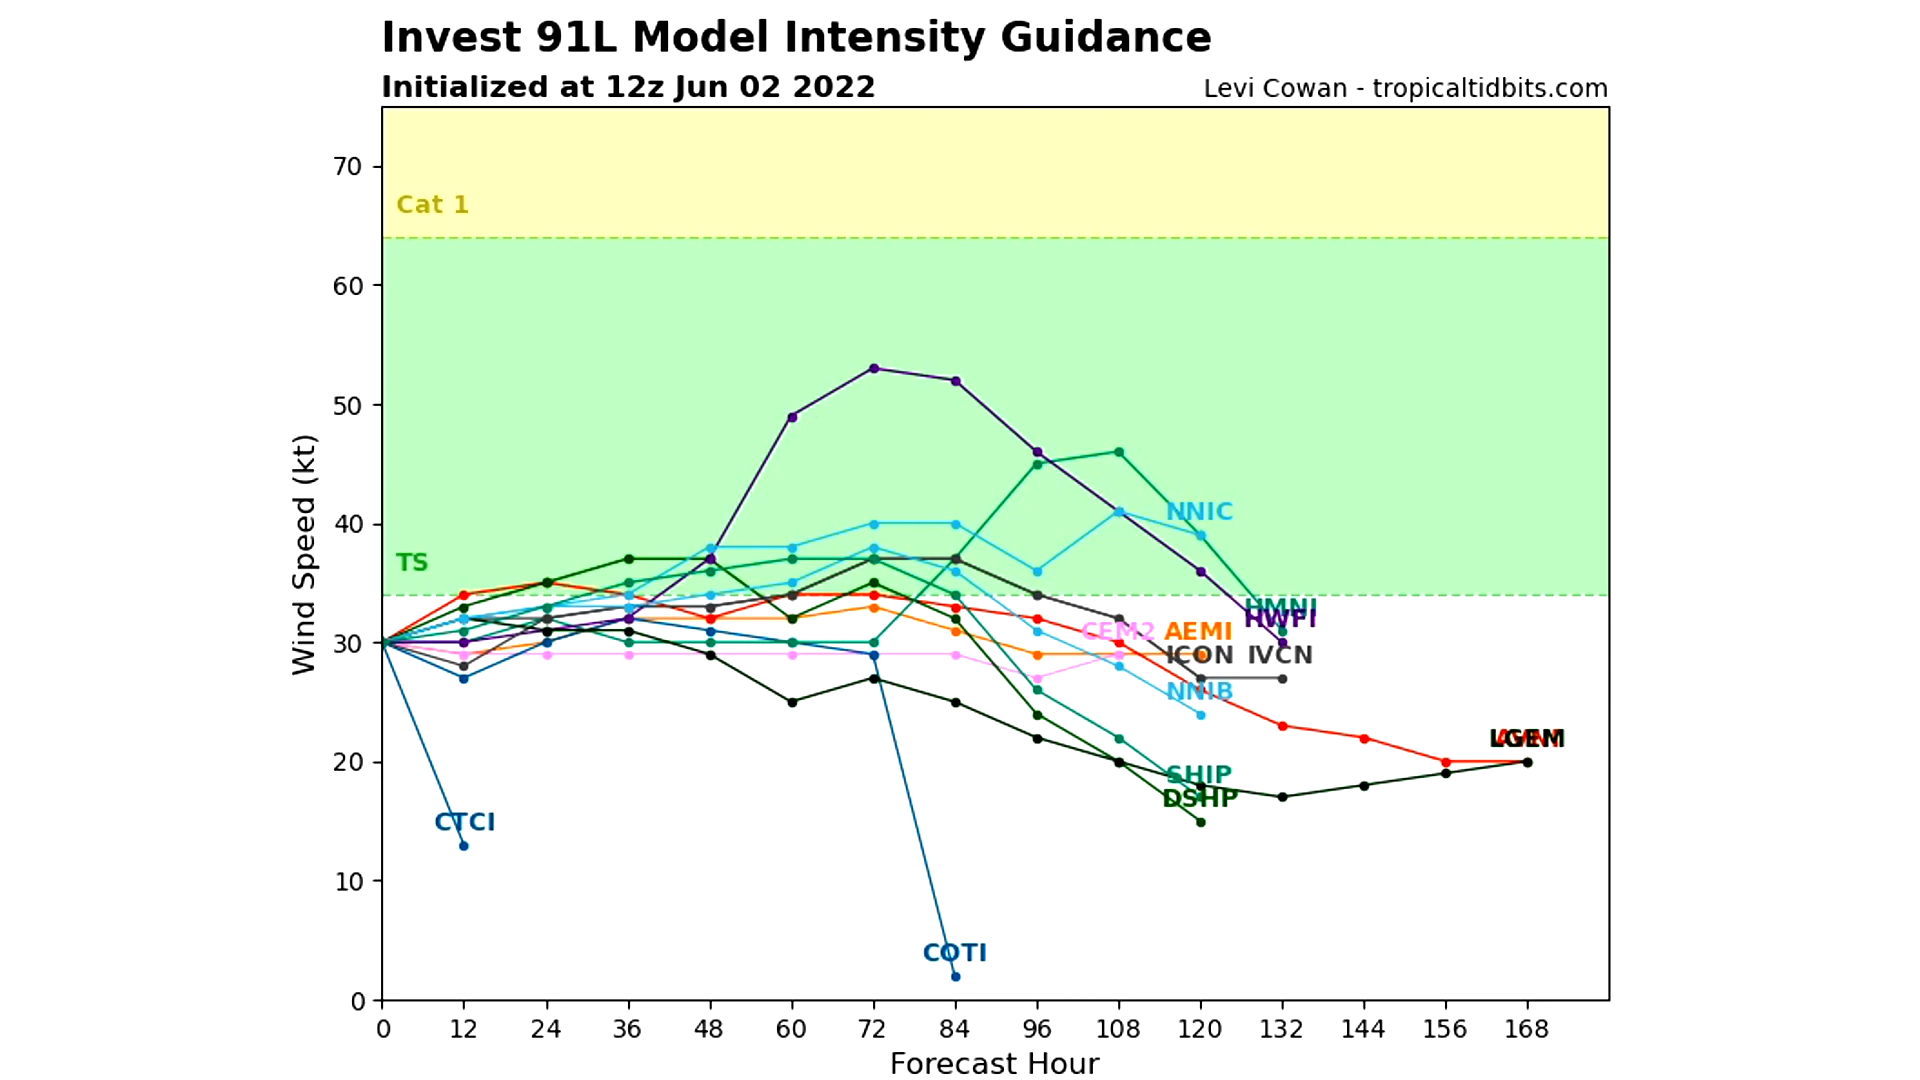 Invest 91L Model Intensity Guidance
Initialized at 12z Jun 02 2022
Levi Cowan - tropicaltidbits.com
70
Cat 1
60
50
Wind Speed (kt)
40
NNIC
TS
HMNI
HWFI
CEM2 AEMI
30
ICON IVCN
NNIB
LGEM
20
SHIP
DSHP
CTCI
10
COTI
0
0 12 24 36 48 60 72 84 96 108 120 132 144 156 168
Forecast Hour